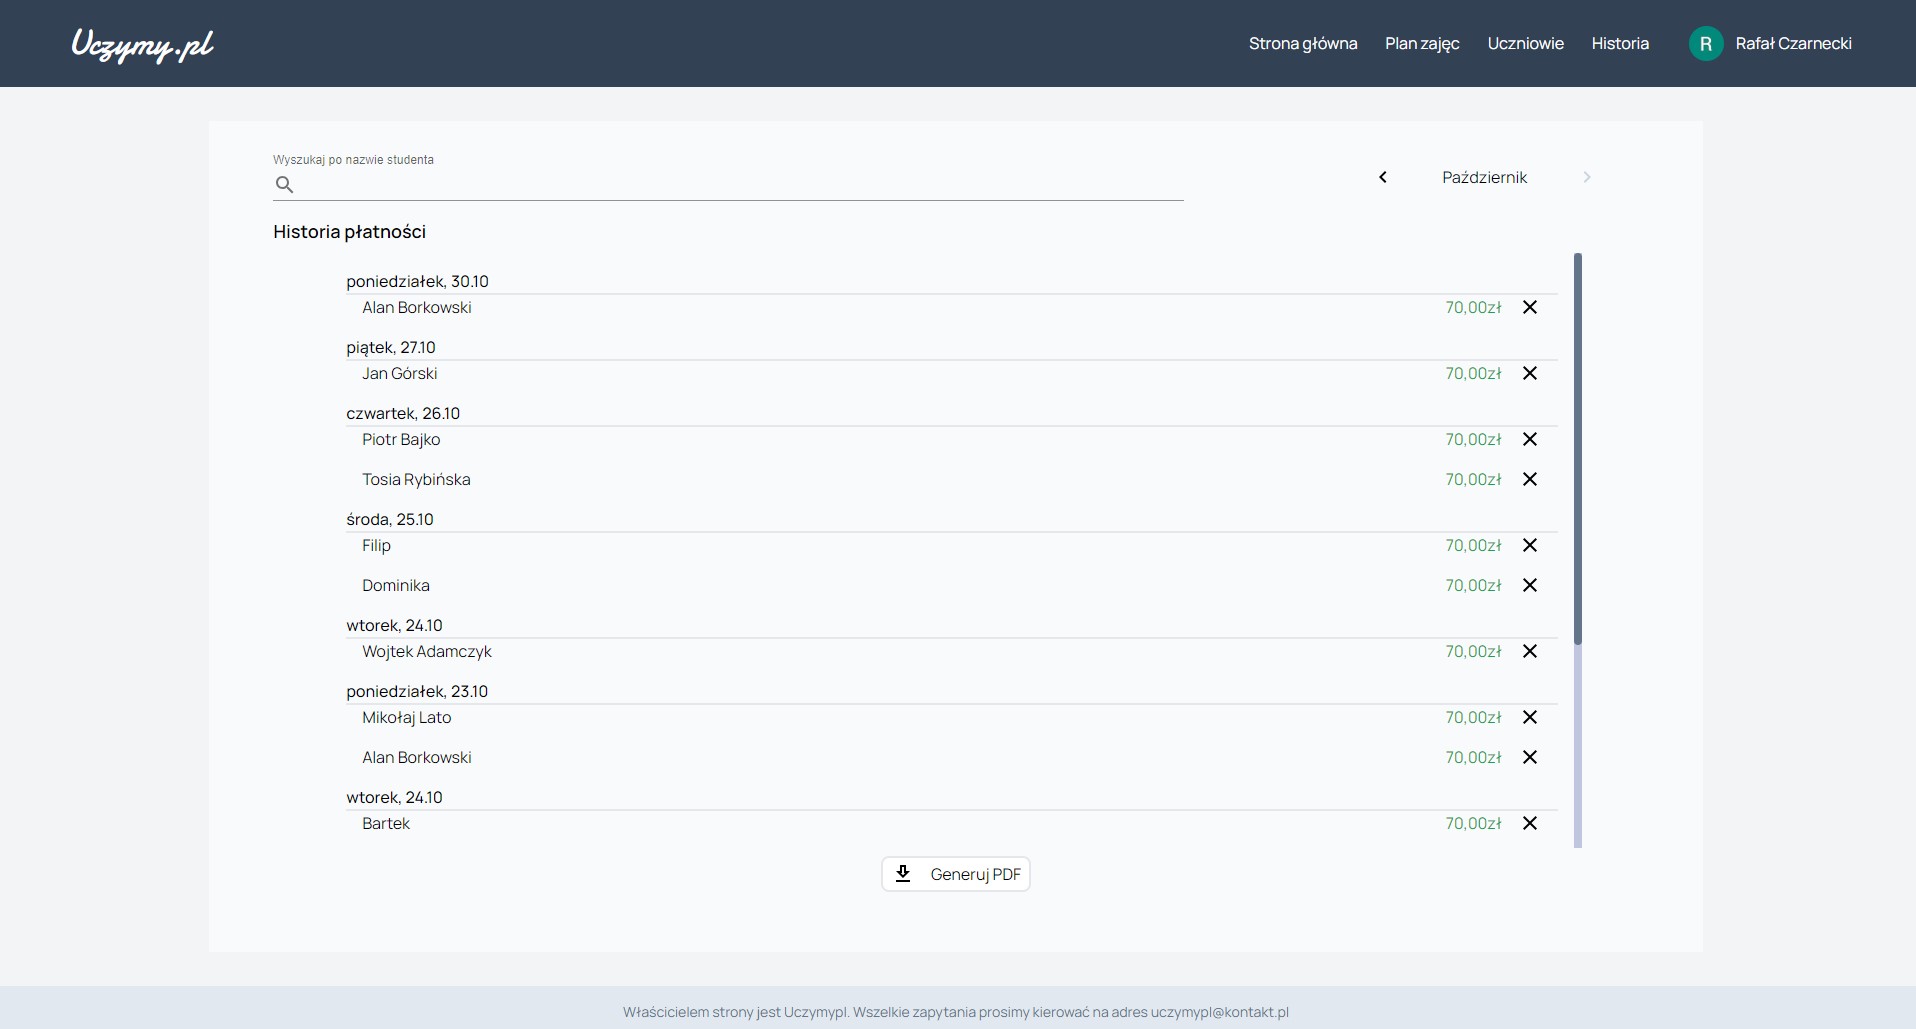 Uczymy.pl
Strona główna Plan zajęc Uczniowie Historia R Rafał Czarnecki
Wyszukaj po nazwie studenta
Październik
Historia płatności
poniedziałek, 30.10
Alan Borkowski 70,00zł
piątek, 27.10
Jan Górski 70,00zł
czwartek, 26.10
Piotr Bajko 70,00zł
Tosia Rybińska 70,00zł
środa, 25.10
Filip 70,00zł
Dominika 70,00zł
wtorek, 24.10
Wojtek Adamczyk 70,00zł
poniedziałek, 23.10
Mikołaj Lato 70,00zł
Alan Borkowski 70,00zł
wtorek, 24.10
Bartek 70,00zł
Generuj PDF
Właścicielem strony jest Uczymypl. Wszelkie zapytania prosimy kierować na adres uczymypl@kontakt.pl